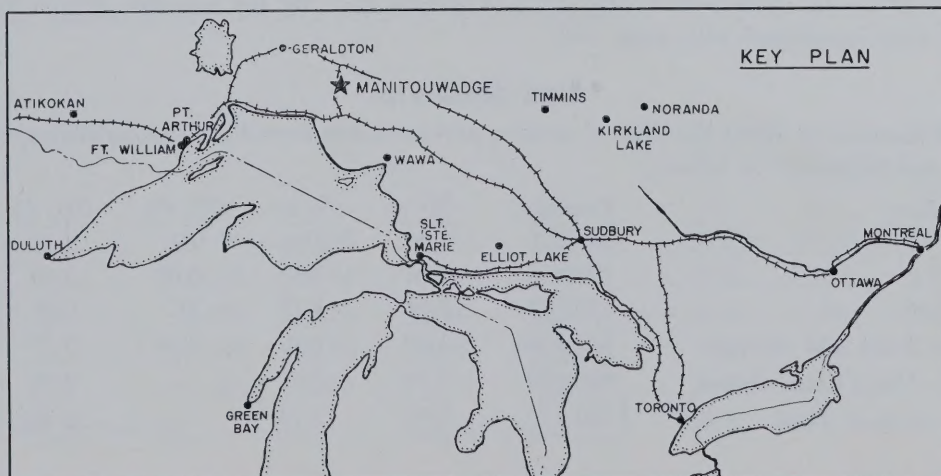 KEY PLAN
GERALDTON
MANITOUWADGE
ATIKOKAN
PT.
ARTHUR
FT. WILLIAM
TIMMINS
NORANDA
KIRKLAND
LAKE
WAWA
DULUTH
SLT.
STE.
MARIE
ELLIOT LAKE
SUDBURY
MONTREAL
OTTAWA
GREEN
BAY
TORONTO